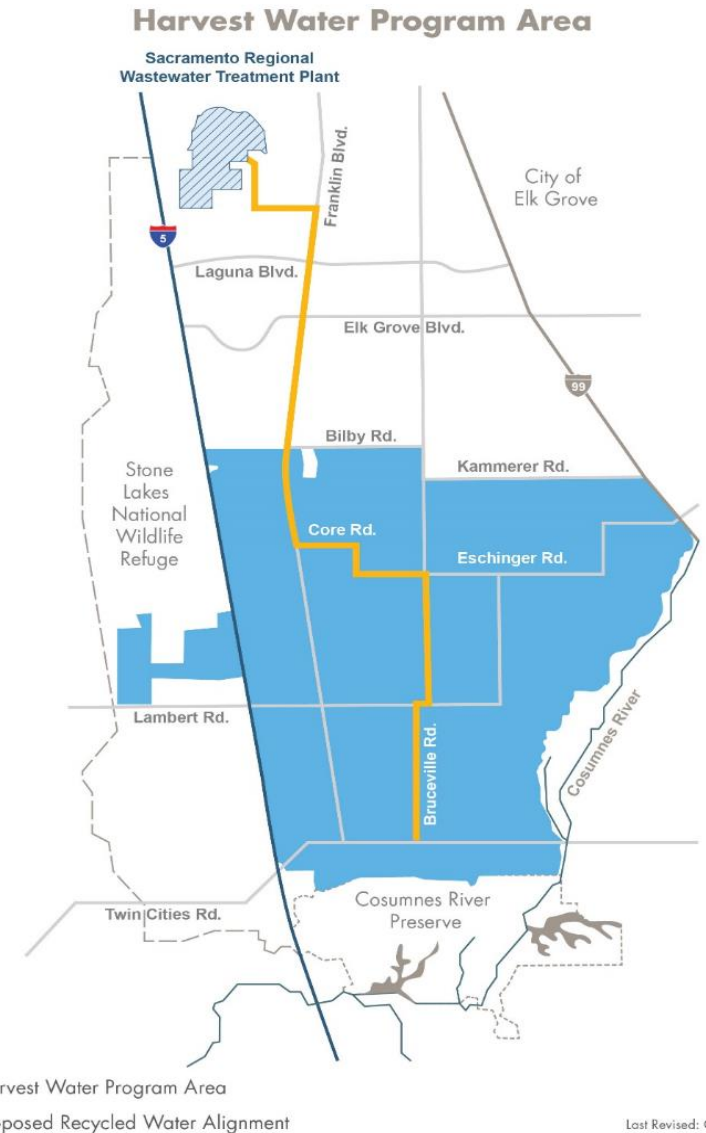 Harvest Water Program Area
Sacramento Regional
Wastewater Treatment Plant
Franklin Blvd.
City of
Elk Grove
5
Laguna Blvd.
Elk Grove Blvd.
99
Bilby Rd.
Kammerer Rd.
Stone
Lakes
National
Wildlife
Refuge
Core Rd.
Eschinger Rd.
Lambert Rd.
Bruceville Rd.
Cosumnes River
Twin Cities Rd.
Cosumnes River
Preserve
rvest Water Program Area
posed Recycled Water Alignment
Last Revised: